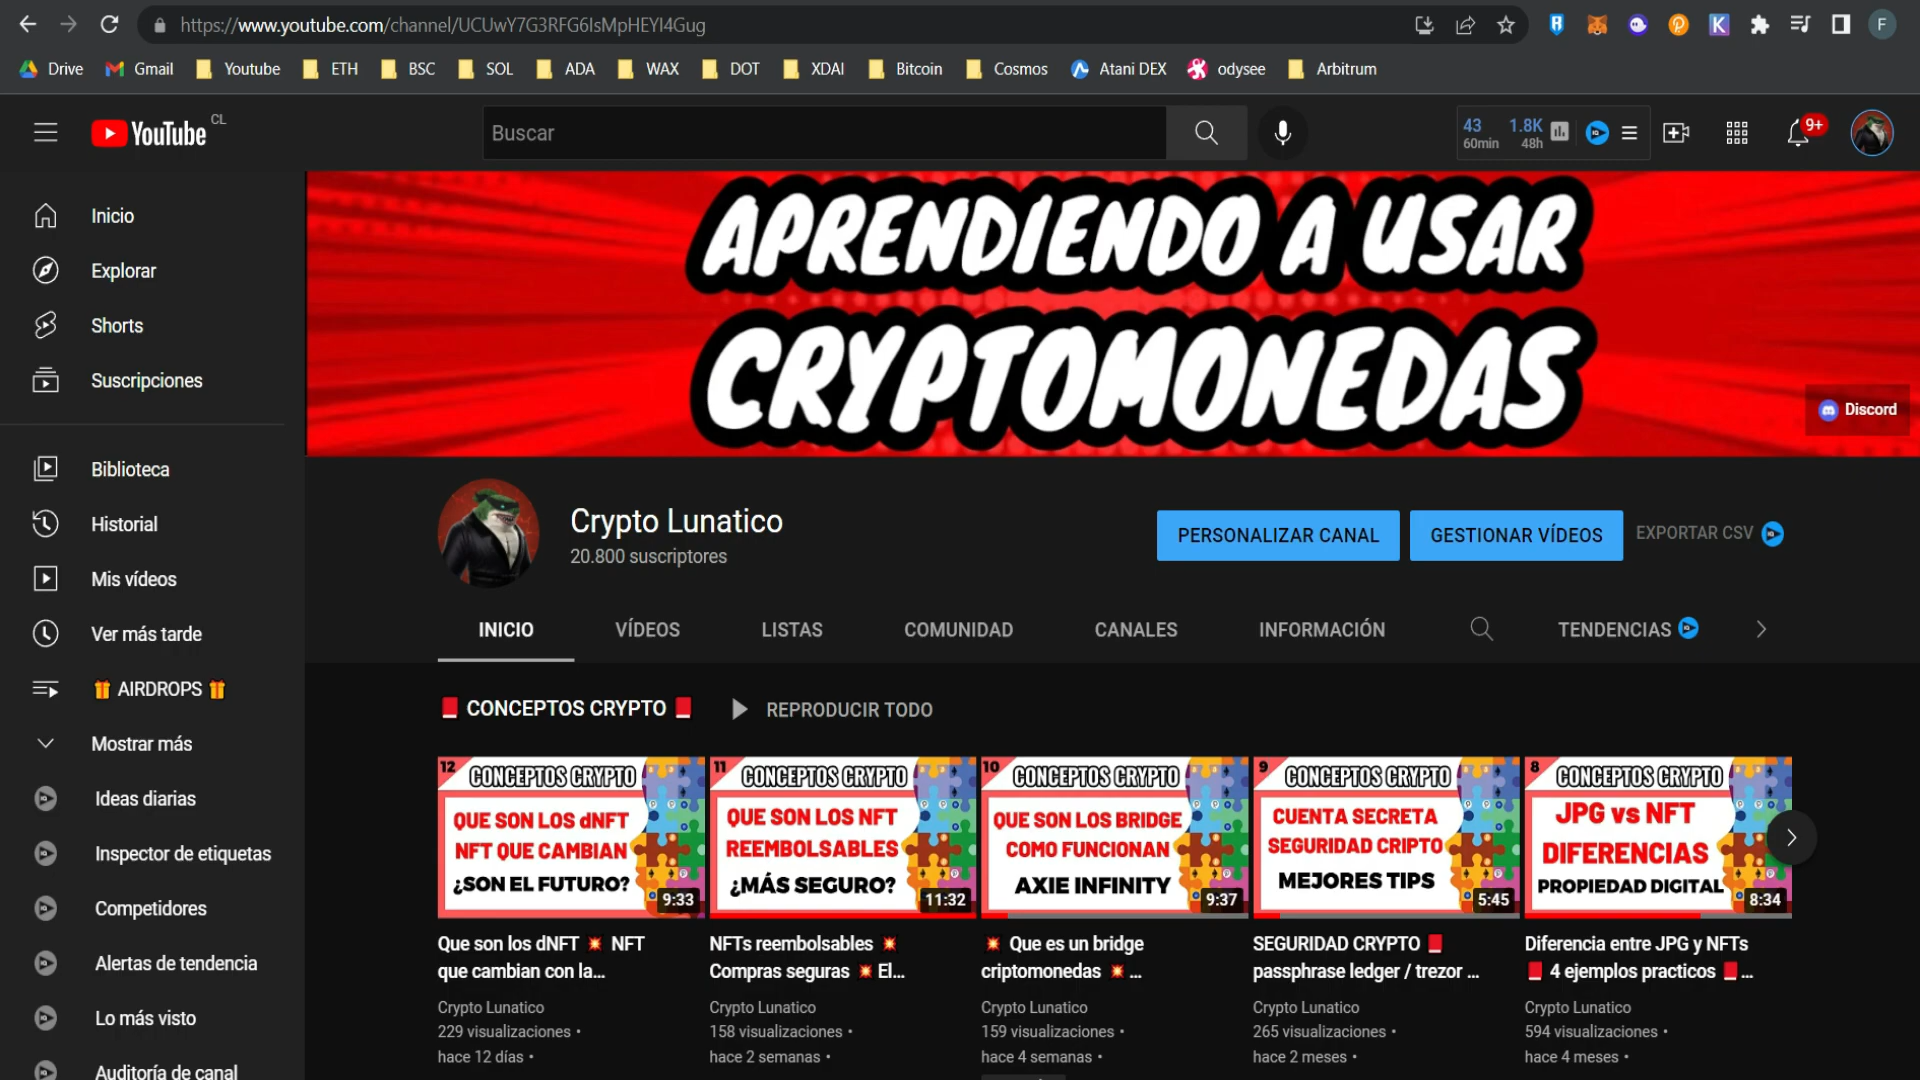 https://www.youtube.com/channel/UCUwY7G3RFG6IsMpHEYI4Gug
F
Drive
Gmail
Youtube
ETH
BSC
SOL
ADA
WAX
DOT
XDAI
Bitcoin
Cosmos
Atani DEX
odysee
Arbitrum
YouTube CL
Buscar
43 60min
1.8K 48h
9+
Inicio
Explorar
Shorts
Suscripciones
Biblioteca
Historial
Mis vídeos
Ver más tarde
🎁 AIRDROPS 🎁
Mostrar más
Ideas diarias
Inspector de etiquetas
Competidores
Alertas de tendencia
Lo más visto
Auditoría de canal
APRENDIENDO A USAR
CRYPTOMONEDAS
Discord
Crypto Lunatico
20.800 suscriptores
PERSONALIZAR CANAL
GESTIONAR VÍDEOS
EXPORTAR CSV
INICIO
VÍDEOS
LISTAS
COMUNIDAD
CANALES
INFORMACIÓN
TENDENCIAS
📕 CONCEPTOS CRYPTO 📕
REPRODUCIR TODO
12 CONCEPTOS CRYPTO
QUE SON LOS dNFT
NFT QUE CAMBIAN
¿SON EL FUTURO?
9:33
Que son los dNFT 💥 NFT
que cambian con la...
Crypto Lunatico
229 visualizaciones •
hace 12 días •
11 CONCEPTOS CRYPTO
QUE SON LOS NFT
REEMBOLSABLES
¿MÁS SEGURO?
11:32
NFTs reembolsables 💥
Compras seguras 💥 El...
Crypto Lunatico
158 visualizaciones •
hace 2 semanas •
10 CONCEPTOS CRYPTO
QUE SON LOS BRIDGE
COMO FUNCIONAN
AXIE INFINITY
9:37
💥 Que es un bridge
criptomonedas 💥 ...
Crypto Lunatico
159 visualizaciones •
hace 4 semanas •
9 CONCEPTOS CRYPTO
CUENTA SECRETA
SEGURIDAD CRIPTO
MEJORES TIPS
5:45
SEGURIDAD CRYPTO 📕
passphrase ledger / trezor ...
Crypto Lunatico
265 visualizaciones •
hace 2 meses •
8 CONCEPTOS CRYPTO
JPG vs NFT
DIFERENCIAS
PROPIEDAD DIGITAL
8:34
Diferencia entre JPG y NFTs
📕 4 ejemplos practicos 📕...
Crypto Lunatico
594 visualizaciones •
hace 4 meses •